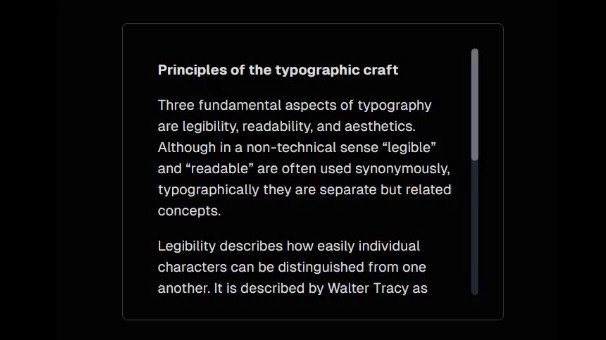 Principles of the typographic craft
Three fundamental aspects of typography
are legibility, readability, and aesthetics.
Although in a non-technical sense “legible”
and “readable” are often used synonymously,
typographically they are separate but related
concepts.
Legibility describes how easily individual
characters can be distinguished from one
another. It is described by Walter Tracy as